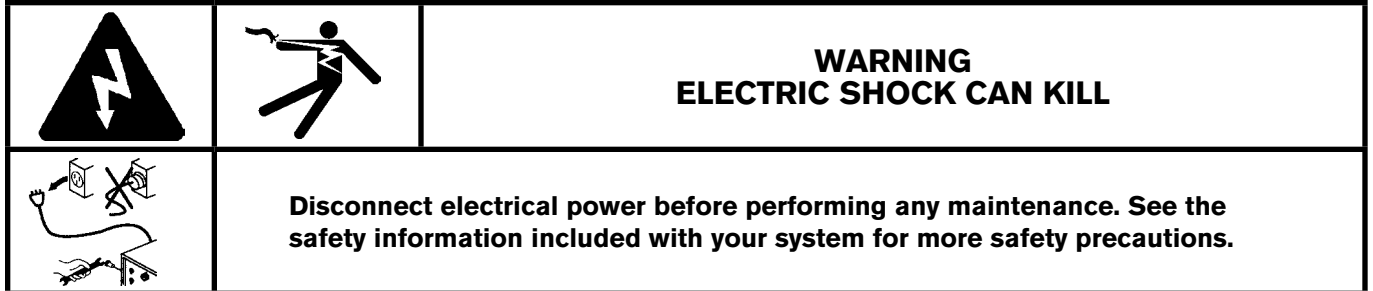 WARNING
ELECTRIC SHOCK CAN KILL
Disconnect electrical power before performing any maintenance. See the
safety information included with your system for more safety precautions.